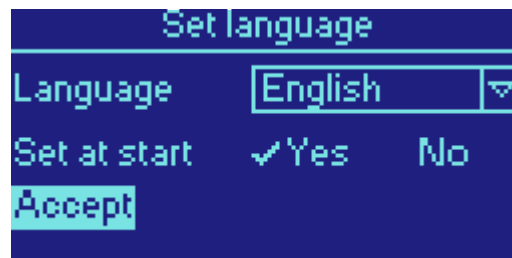 Set language
Language English
Set at start ✓Yes No
Accept